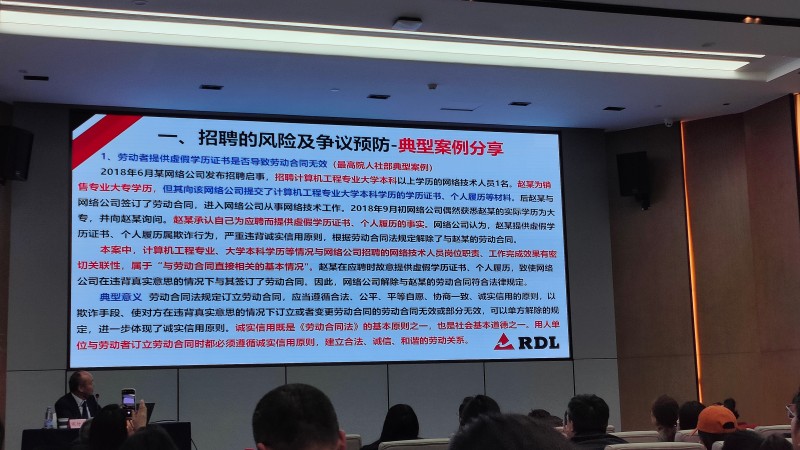 一、招聘的风险及争议预防-典型案例分享
1、劳动者提供虚假学历证书是否导致劳动合同无效（最高院人社部典型案例）
2018年6月某网络公司发布招聘启事，招聘计算机工程专业大学本科以上学历的网络技术人员1名。赵某为销
售专业大专学历，但其向该网络公司提交了计算机工程专业大学本科学历的学历证书、个人履历等材料。后赵某与
网络公司签订了劳动合同，进入网络公司从事网络技术工作。2018年9月初网络公司偶然获悉赵某的实际学历为大
专，并向赵某询问。赵某承认自己为应聘而提供虚假学历证书、个人履历的事实。网络公司认为，赵某提供虚假学
历证书、个人履历属欺诈行为，严重违背诚实信用原则，根据劳动合同法规定解除了与赵某的劳动合同。
本案中，计算机工程专业、大学本科学历等情况与网络公司招聘的网络技术人员岗位职责、工作完成效果有密
切关联性，属于“与劳动合同直接相关的基本情况”。赵某在应聘时故意提供虚假学历证书、个人履历，致使网络
公司在违背真实意思的情况下与其签订了劳动合同。因此，网络公司解除与赵某的劳动合同符合法律规定。
典型意义 劳动合同法规定订立劳动合同，应当遵循合法、公平、平等自愿、协商一致、诚实信用的原则，以
欺诈手段，使对方在违背真实意思的情况下订立或者变更劳动合同的劳动合同无效或部分无效，可以单方解除的规
定，进一步体现了诚实信用原则。诚实信用既是《劳动合同法》的基本原则之一，也是社会基本道德之一。用人单
位与劳动者订立劳动合同时都必须遵循诚实信用原则，建立合法、诚信、和谐的劳动关系。
RDL